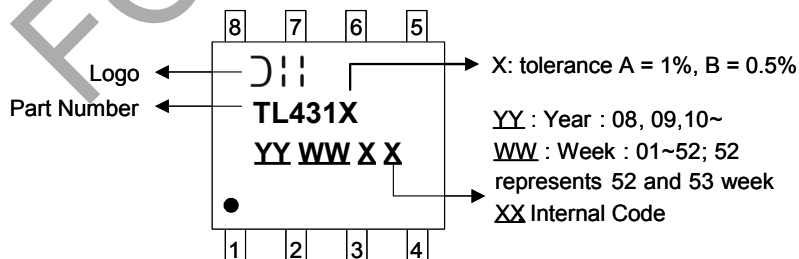 8 7 6 5
Logo
Part Number
TL431X
YY WW X X
1 2 3 4
X: tolerance A = 1%, B = 0.5%
YY : Year : 08, 09,10~
WW : Week : 01~52; 52
represents 52 and 53 week
XX Internal Code